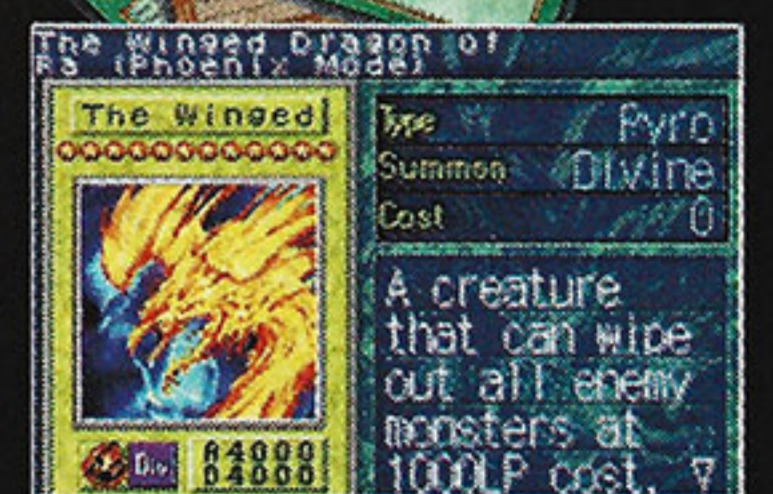 The Winged Dragon of
Ra (Phoenix Mode)
The Winged
Type Pyro
Summon Divine
Cost 0
A creature
that can wipe
out all enemy
monsters at
1000LP cost.
Div.
A4000
D4000